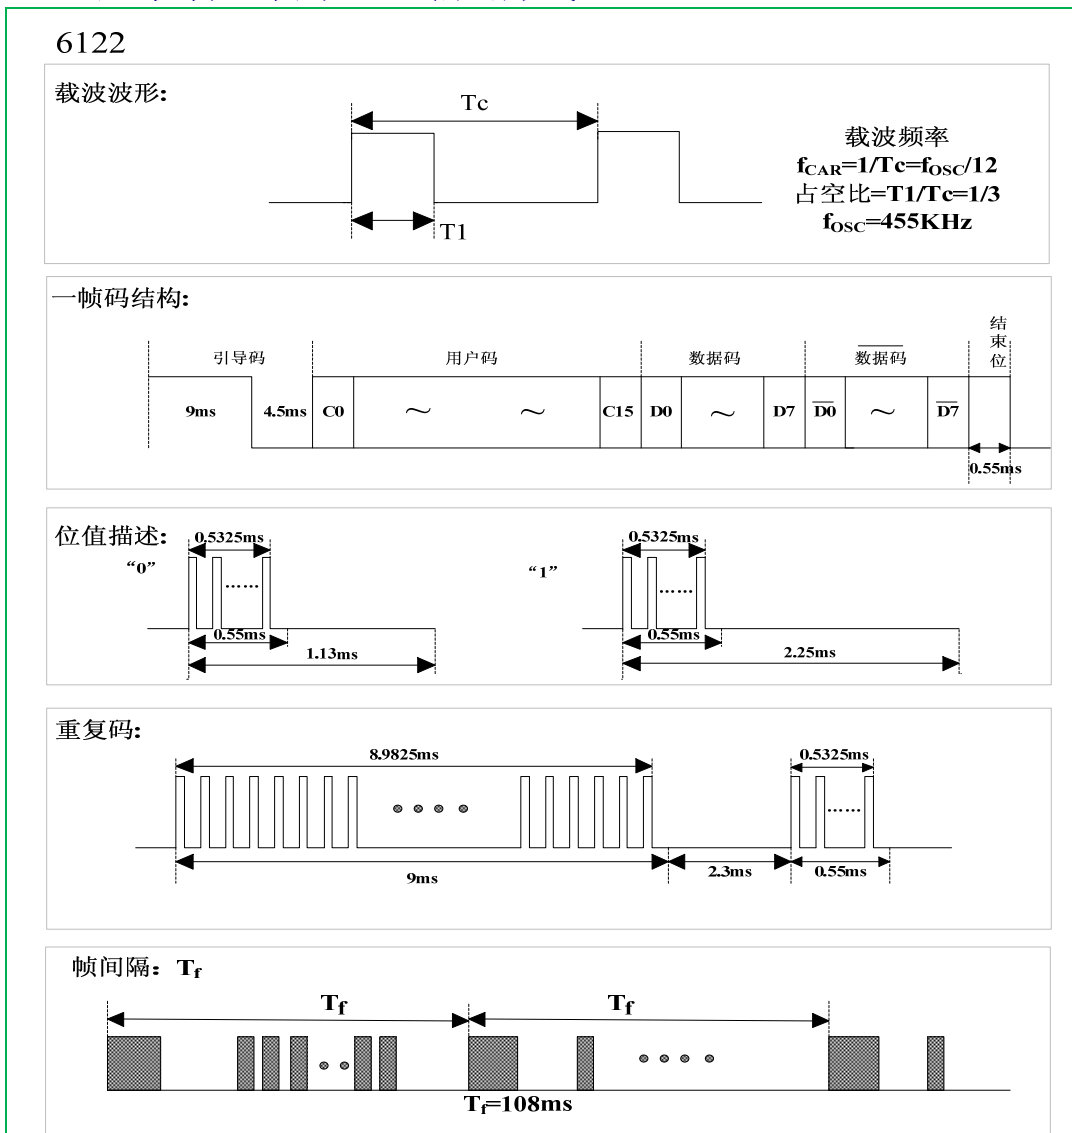 6122
载波波形:
Tc
T1
载波频率
fCAR=1/Tc=fOSC/12
占空比=T1/Tc=1/3
fOSC=455KHz
一帧码结构:
引导码 用户码 数据码 数据码 结束位
9ms 4.5ms C0 ~ ~ C15 D0 ~ D7 D0 ~ D7
0.55ms
位值描述:
0.5325ms 0.5325ms
“0” “1”
...... ......
0.55ms 0.55ms
1.13ms 2.25ms
重复码:
8.9825ms 0.5325ms
......
9ms 2.3ms 0.55ms
帧间隔: Tf
Tf Tf
Tf=108ms